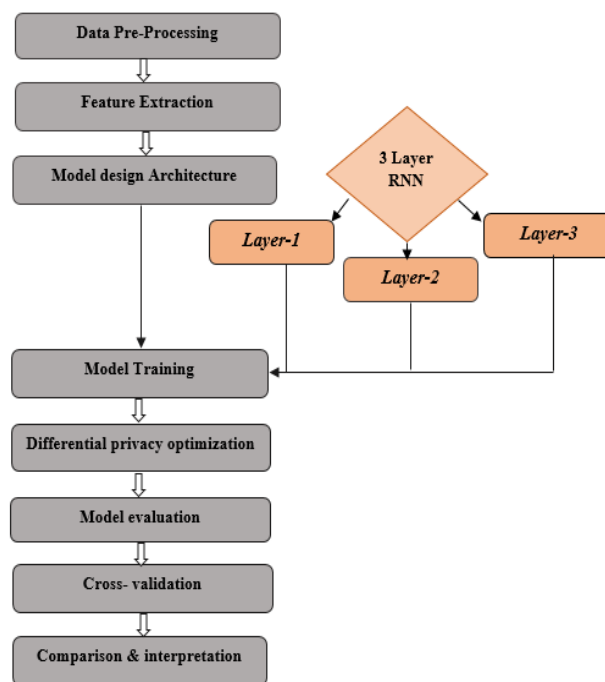 Data Pre-Processing
Feature Extraction
Model design Architecture
3 Layer
RNN
Layer-1
Layer-2
Layer-3
Model Training
Differential privacy optimization
Model evaluation
Cross- validation
Comparison & interpretation